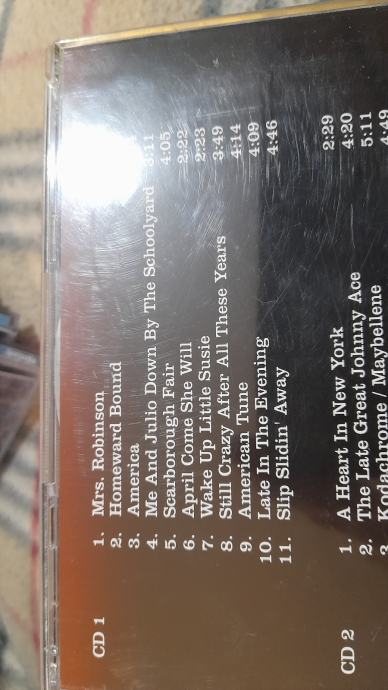 CD 1
1. Mrs. Robinson
2. Homeward Bound
3. America
4. Me And Julio Down By The Schoolyard 3:11
5. Scarborough Fair 4:05
6. April Come She Will 2:22
7. Wake Up Little Susie 2:23
8. Still Crazy After All These Years 3:49
9. American Tune 4:14
10. Late In The Evening 4:09
11. Slip Slidin' Away 4:46
CD 2
1. A Heart In New York 2:29
2. The Late Great Johnny Ace 4:20
3. Kodachrome / Maybellene 5:11
4:49